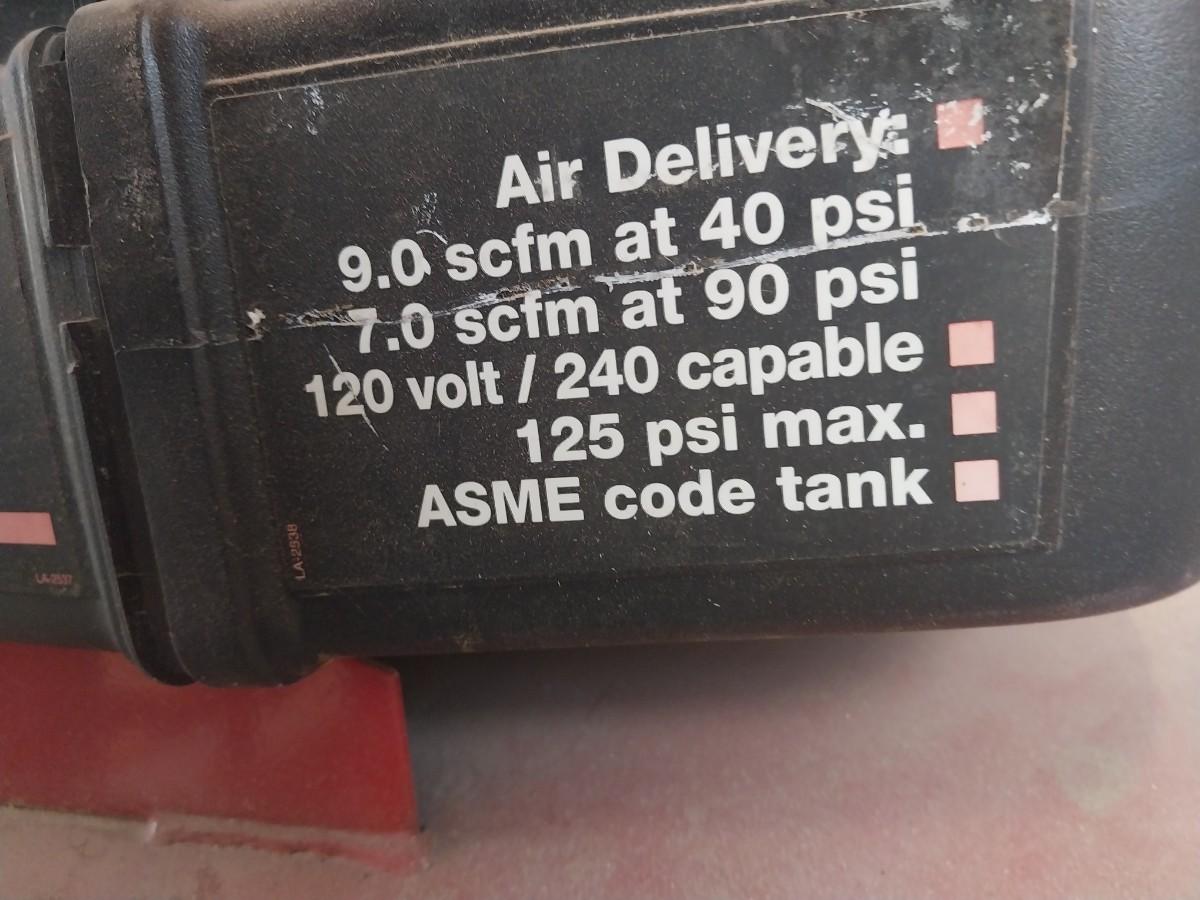 Air Delivery:
9.0 scfm at 40 psi
7.0 scfm at 90 psi
120 volt / 240 capable
125 psi max.
ASME code tank
LA-2538
LA-2537